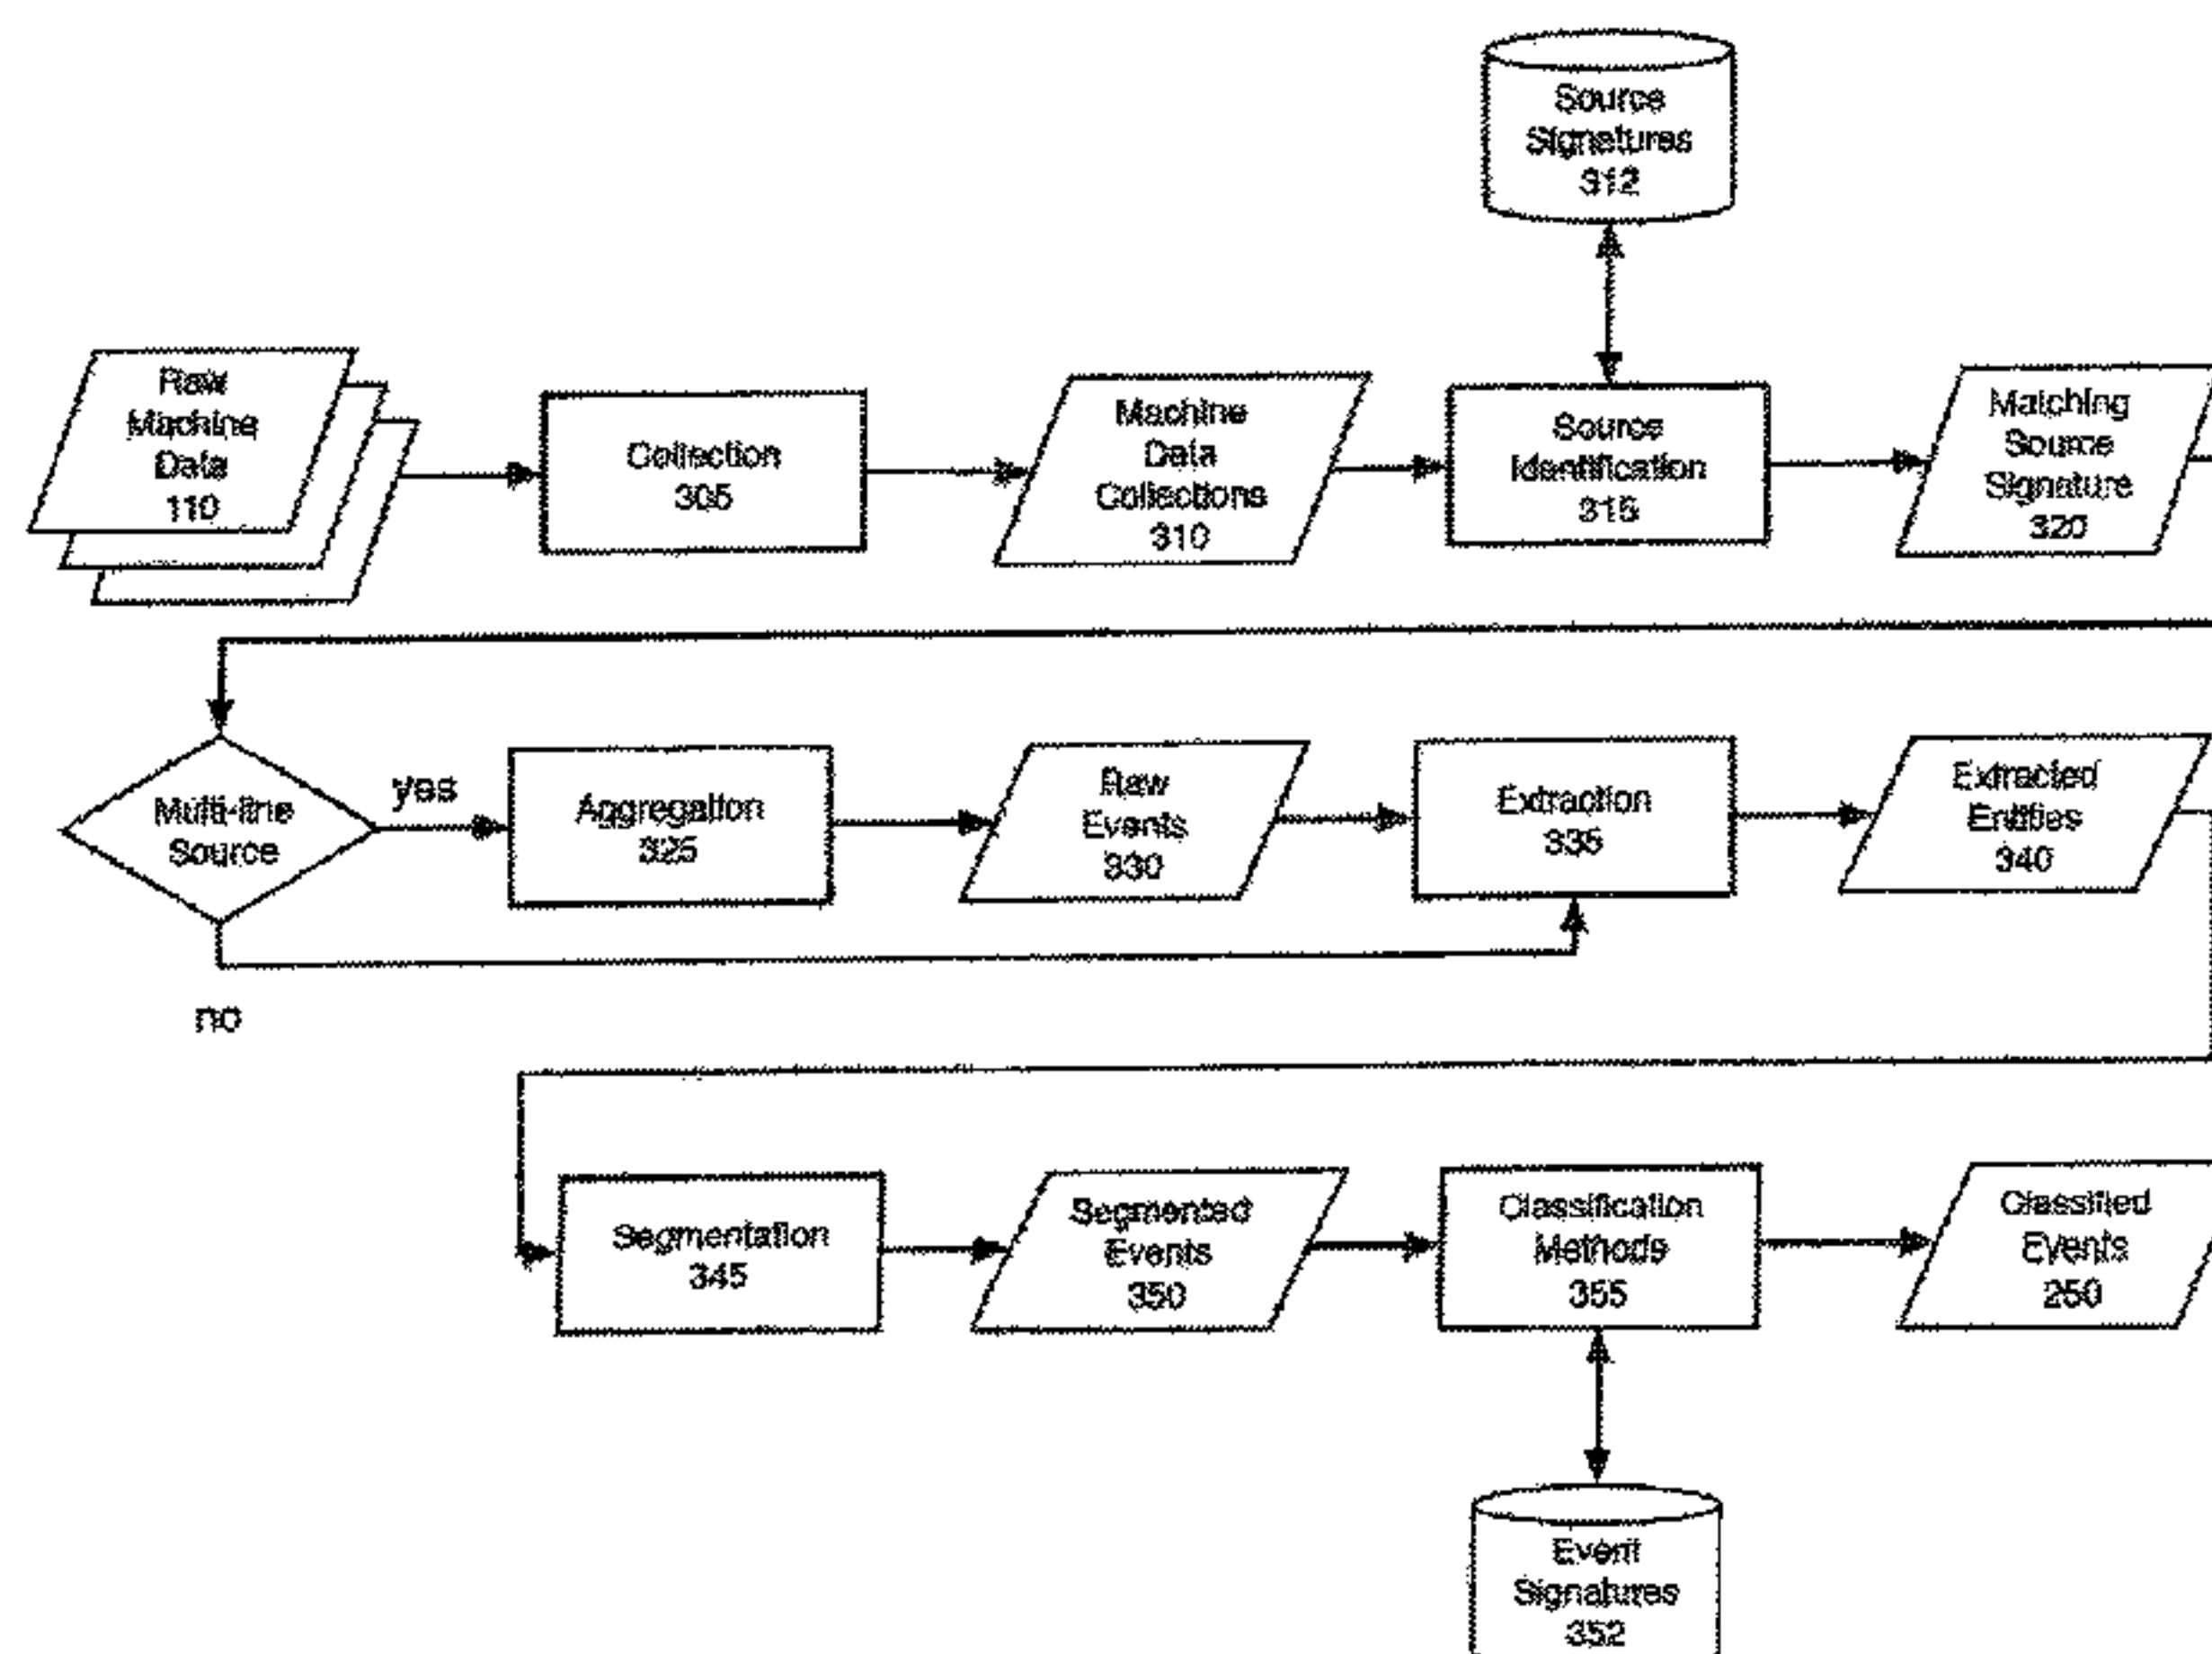 Source
Signatures
312
Raw
Machine
Data
110
Collection
305
Machine
Data
Collections
310
Source
Identification
315
Matching
Source
Signature
320
Multi-line
Source
yes
no
Aggregation
325
Raw
Events
330
Extraction
335
Extracted
Entities
340
Segmentation
345
Segmented
Events
350
Classification
Methods
355
Classified
Events
250
Event
Signatures
352